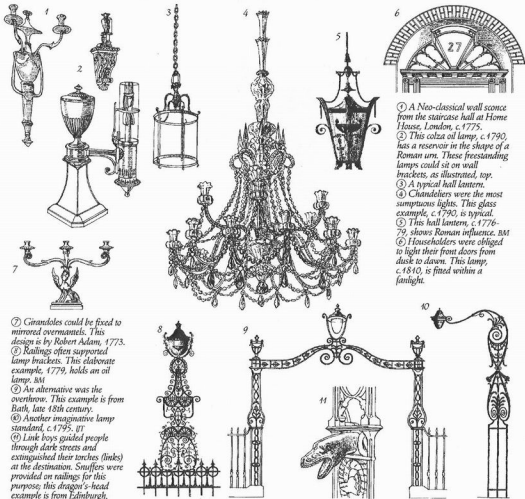 1
2
3
4
5
6
27
① A Neo-classical wall sconce
from the staircase hall at Home
House, London, c.1775.
② This colza oil lamp, c.1790,
has a reservoir in the shape of a
Roman urn. These freestanding
lamps could sit on wall
brackets, as illustrated, top.
③ A typical hall lantern.
④ Chandeliers were the most
sumptuous lights. This glass
example, c.1790, is typical.
⑤ This hall lantern, c.1776-
79, shows Roman influence. BM
⑥ Householders were obliged
to light their front doors from
dusk to dawn. This lamp,
c.1810, is fitted within a
fanlight.
7
⑦ Girandoles could be fixed to
mirrored overmantels. This
design is by Robert Adam, 1773.
⑧ Railings often supported
lamp brackets. This elaborate
example, 1779, holds an oil
lamp. BM
⑨ An alternative was the
overthrow. This example is from
Bath, late 18th century.
⑩ Another imaginative lamp
standard, c.1795. IJT
⑪ Link boys guided people
through dark streets and
extinguished their torches (links)
at the destination. Snuffers were
provided on railings for this
purpose; this dragon's-head
example is from Edinburgh.
8
9
10
11